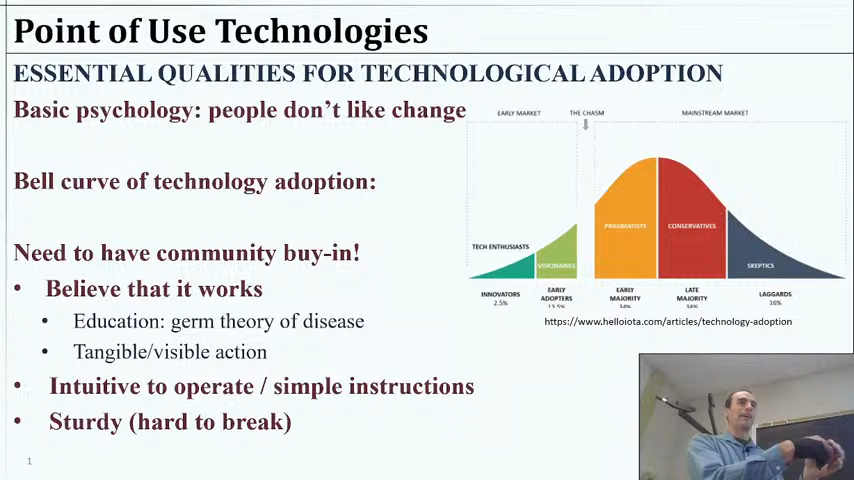 Point of Use Technologies
ESSENTIAL QUALITIES FOR TECHNOLOGICAL ADOPTION
Basic psychology: people don't like change
Bell curve of technology adoption:
Need to have community buy-in!
• Believe that it works
• Education: germ theory of disease
• Tangible/visible action
• Intuitive to operate / simple instructions
• Sturdy (hard to break)
EARLY MARKET
THE CHASM
MAINSTREAM MARKET
TECH ENTHUSIASTS
VISIONARIES
PRAGMATISTS
CONSERVATIVES
SKEPTICS
INNOVATORS
2.5%
EARLY
ADOPTERS
13.5%
EARLY
MAJORITY
34%
LATE
MAJORITY
34%
LAGGARDS
16%
https://www.helloiota.com/articles/technology-adoption
1